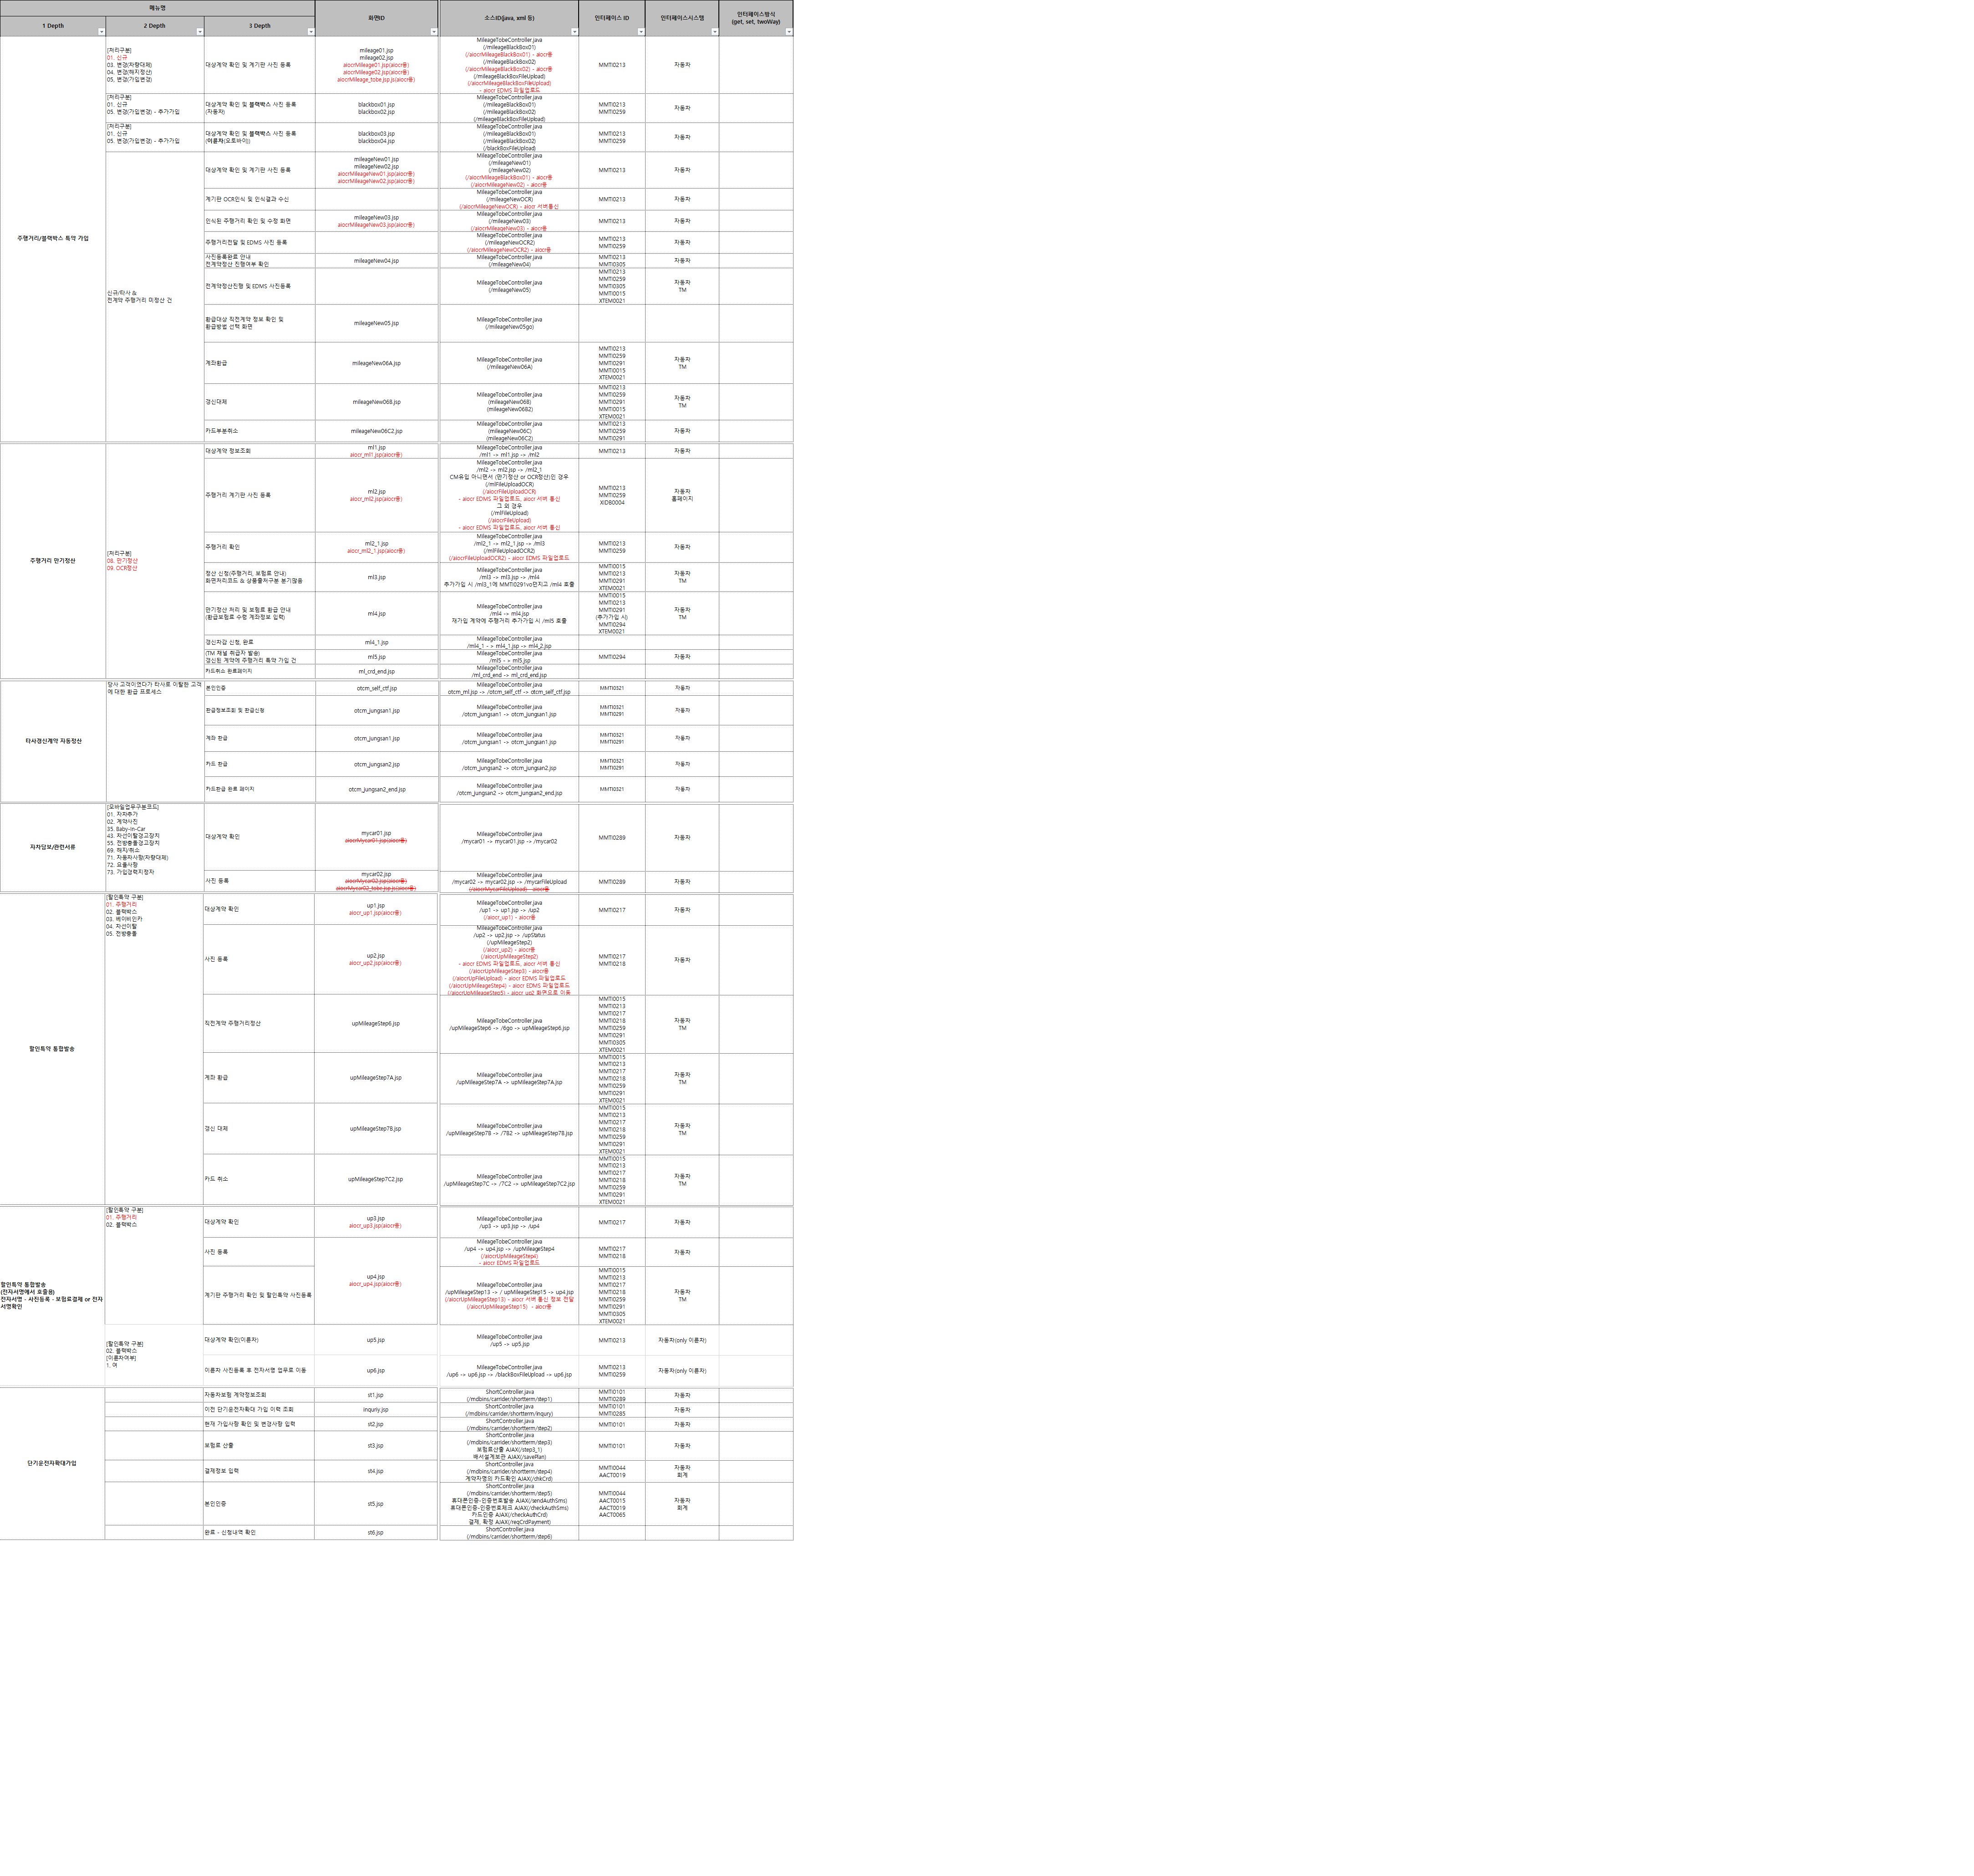 메뉴명
화면ID
소스ID(java, xml 등)
인터페이스 ID
인터페이스시스템
인터페이스방식
(get, set, twoWay)
1 Depth
2 Depth
3 Depth
주행거리/블랙박스 특약 가입
[처리구분]
01. 신규
03. 변경(차량대체)
04. 변경(해지정산)
05. 변경(가입변경)
대상계약 확인 및 계기판 사진 등록
mileage01.jsp
mileage02.jsp
aiocrMileage01.jsp(aiocr용)
aiocrMileage02.jsp(aiocr용)
aiocrMileage_tobe.jsp.js(aiocr용)
MileageTobeController.java
(/mileageBlackBox01)
(/aiocrMileageBlackBox01) - aiocr용
(/mileageBlackBox02)
(/aiocrMileageBlackBox02) - aiocr용
(/mileageBlackBoxFileUpload)
(/aiocrMileageBlackBoxFileUpload)
- aiocr EDMS 파일업로드
MMTI0213
자동차
[처리구분]
01. 신규
05. 변경(가입변경) - 추가가입
대상계약 확인 및 블랙박스 사진 등록
(자동차)
blackbox01.jsp
blackbox02.jsp
MileageTobeController.java
(/mileageBlackBox01)
(/mileageBlackBox02)
(/mileageBlackBoxFileUpload)
MMTI0213
MMTI0259
자동차
[처리구분]
01. 신규
05. 변경(가입변경) - 추가가입
대상계약 확인 및 블랙박스 사진 등록
(이륜차(오토바이))
blackbox03.jsp
blackbox04.jsp
MileageTobeController.java
(/mileageBlackBox01)
(/mileageBlackBox02)
(/blackBoxFileUpload)
MMTI0213
MMTI0259
자동차
신규/타사 &
전계약 주행거리 미정산 건
대상계약 확인 및 계기판 사진 등록
mileageNew01.jsp
mileageNew02.jsp
aiocrMileageNew01.jsp(aiocr용)
aiocrMileageNew02.jsp(aiocr용)
MileageTobeController.java
(/mileageNew01)
(/mileageNew02)
(/aiocrMileageBlackBox01) - aiocr용
(/aiocrMileageNew02) - aiocr용
MMTI0213
자동차
계기판 OCR인식 및 인식결과 수신
MileageTobeController.java
(/mileageNewOCR)
(/aiocrMileageNewOCR) - aiocr 서버통신
MMTI0213
자동차
인식된 주행거리 확인 및 수정 화면
mileageNew03.jsp
aiocrMileageNew03.jsp(aiocr용)
MileageTobeController.java
(/mileageNew03)
(/aiocrMileageNew03) - aiocr용
MMTI0213
자동차
주행거리전달 및 EDMS 사진 등록
MileageTobeController.java
(/mileageNewOCR2)
(/aiocrMileageNewOCR2) - aiocr용
MMTI0213
MMTI0259
자동차
사진등록완료 안내
전계약정산 진행여부 확인
mileageNew04.jsp
MileageTobeController.java
(/mileageNew04)
MMTI0213
MMTI0305
자동차
전계약정산진행 및 EDMS 사진등록
MileageTobeController.java
(/mileageNew05)
MMTI0213
MMTI0259
MMTI0305
MMTI0015
XTEM0021
자동차
TM
환급대상 직전계약 정보 확인 및
환급방법 선택 화면
mileageNew05.jsp
MileageTobeController.java
(/mileageNew05go)
계좌환급
mileageNew06A.jsp
MileageTobeController.java
(/mileageNew06A)
MMTI0213
MMTI0259
MMTI0291
MMTI0015
XTEM0021
자동차
TM
갱신대체
mileageNew06B.jsp
MileageTobeController.java
(mileageNew06B)
(mileageNew06B2)
MMTI0213
MMTI0259
MMTI0291
MMTI0015
XTEM0021
자동차
TM
카드부분취소
mileageNew06C2.jsp
MileageTobeController.java
(mileageNew06C)
(mileageNew06C2)
MMTI0213
MMTI0259
MMTI0291
자동차
주행거리 만기정산
[처리구분]
08. 만기정산
09. OCR정산
대상계약 정보조회
ml1.jsp
aiocr_ml1.jsp(aiocr용)
MileageTobeController.java
/ml1 -> ml1.jsp -> /ml2
MMTI0213
자동차
주행거리 계기판 사진 등록
ml2.jsp
aiocr_ml2.jsp(aiocr용)
MileageTobeController.java
/ml2 -> ml2.jsp -> /ml2_1
CM유입 아니면서 (만기정산 or OCR정산)인 경우
(/mlFileUploadOCR)
(/aiocrFileUploadOCR)
- aiocr EDMS 파일업로드, aiocr 서버 통신
그 외 경우
(/mlFileUpload)
(/aiocrFileUpload)
- aiocr EDMS 파일업로드, aiocr 서버 통신
MMTI0213
MMTI0259
XIDB0004
자동차
홈페이지
주행거리 확인
ml2_1.jsp
aiocr_ml2_1.jsp(aiocr용)
MileageTobeController.java
/ml2_1 -> ml2_1.jsp -> /ml3
(/mlFileUploadOCR2)
(/aiocrFileUploadOCR2) - aiocr EDMS 파일업로드
MMTI0213
MMTI0259
자동차
정산 신청(주행거리, 보험료 안내)
화면처리코드 & 상품출처구분 분기많음
ml3.jsp
MileageTobeController.java
/ml3 -> ml3.jsp -> /ml4
추가가입 시 /ml3_1에 MMTI0291vo던지고 /ml4 호출
MMTI0015
MMTI0213
MMTI0291
XTEM0021
자동차
TM
만기정산 처리 및 보험료 환급 안내
(환급보험료 수령 계좌정보 입력)
ml4.jsp
MileageTobeController.java
/ml4 -> ml4.jsp
재가입 계약에 주행거리 추가가입 시 /ml5 호출
MMTI0015
MMTI0213
MMTI0291
(추가가입 시)
MMTI0294
XTEM0021
자동차
TM
갱신차감 신청, 완료
ml4_1.jsp
MileageTobeController.java
/ml4_1 - > ml4_1.jsp -> ml4_2.jsp
(TM 채널 취급자 발송)
갱신된 계약에 주행거리 특약 가입 건
ml5.jsp
MileageTobeController.java
/ml5 - > ml5.jsp
MMTI0294
자동차
카드취소 완료페이지
ml_crd_end.jsp
MileageTobeController.java
/ml_crd_end -> ml_crd_end.jsp
타사갱신계약 자동정산
당사 고객이었다가 타사로 이탈한 고객
에 대한 환급 프로세스
본인인증
otcm_self_ctf.jsp
MileageTobeController.java
otcm_ml.jsp -> /otcm_self_ctf -> otcm_self_ctf.jsp
MMTI0321
자동차
환급정보조회 및 환급신청
otcm_jungsan1.jsp
MileageTobeController.java
/otcm_jungsan1 -> otcm_jungsan1.jsp
MMTI0321
MMTI0291
자동차
계좌 환급
otcm_jungsan1.jsp
MileageTobeController.java
/otcm_jungsan1 -> otcm_jungsan1.jsp
MMTI0321
MMTI0291
자동차
카드 환급
otcm_jungsan2.jsp
MileageTobeController.java
/otcm_jungsan2 -> otcm_jungsan2.jsp
MMTI0321
MMTI0291
자동차
카드환급 완료 페이지
otcm_jungsan2_end.jsp
MileageTobeController.java
/otcm_jungsan2 -> otcm_jungsan2_end.jsp
MMTI0321
자동차
자차담보/관련서류
[모바일업무구분코드]
01. 자차추가
02. 계약사진
35. Baby-in-Car
43. 차선이탈경고장치
55. 전방충돌경고장치
69. 해지/취소
71. 자동차사항(차량대체)
72. 요율사항
73. 가입경력지정자
대상계약 확인
mycar01.jsp
aiocrMycar01.jsp(aiocr용)
MileageTobeController.java
/mycar01 -> mycar01.jsp -> /mycar02
MMTI0289
자동차
사진 등록
mycar02.jsp
aiocrMycar02.jsp(aiocr용)
aiocrMycar02_tobe.jsp.js(aiocr용)
MileageTobeController.java
/mycar02 -> mycar02.jsp -> /mycarFileUpload
(/aiocrMycarFileUpload) - aiocr용
MMTI0289
자동차
할인특약 통합발송
[할인특약 구분]
01. 주행거리
02. 블랙박스
03. 베이비인카
04. 차선이탈
05. 전방충돌
대상계약 확인
up1.jsp
aiocr_up1.jsp(aiocr용)
MileageTobeController.java
/up1 -> up1.jsp -> /up2
(/aiocr_up1) - aiocr용
MMTI0217
자동차
사진 등록
up2.jsp
aiocr_up2.jsp(aiocr용)
MileageTobeController.java
/up2 -> up2.jsp -> /upStatus
(/upMileageStep2)
(/aiocr_up2) - aiocr용
(/aiocrUpMileageStep2)
- aiocr EDMS 파일업로드, aiocr 서버 통신
(/aiocrUpMileageStep3) - aiocr용
(/aiocrUpFileUpload) - aiocr EDMS 파일업로드
(/aiocrUpMileageStep4) - aiocr EDMS 파일업로드
(/aiocrUpMileageStep5) - aiocr_up2 화면으로 이동
MMTI0217
MMTI0218
자동차
직전계약 주행거리정산
upMileageStep6.jsp
MileageTobeController.java
/upMileageStep6 -> /6go -> upMileageStep6.jsp
MMTI0015
MMTI0213
MMTI0217
MMTI0218
MMTI0259
MMTI0291
MMTI0305
XTEM0021
자동차
TM
계좌 환급
upMileageStep7A.jsp
MileageTobeController.java
/upMileageStep7A -> upMileageStep7A.jsp
MMTI0015
MMTI0213
MMTI0217
MMTI0218
MMTI0259
MMTI0291
XTEM0021
자동차
TM
갱신 대체
upMileageStep7B.jsp
MileageTobeController.java
/upMileageStep7B -> /7B2 -> upMileageStep7B.jsp
MMTI0015
MMTI0213
MMTI0217
MMTI0218
MMTI0259
MMTI0291
XTEM0021
자동차
TM
카드 취소
upMileageStep7C2.jsp
MileageTobeController.java
/upMileageStep7C -> /7C2 -> upMileageStep7C2.jsp
MMTI0015
MMTI0213
MMTI0217
MMTI0218
MMTI0259
MMTI0291
XTEM0021
자동차
TM
할인특약 통합발송
(전자서명에서 호출용)
전자서명 - 사진등록 - 보험료결제 or 전자
서명확인
[할인특약 구분]
01. 주행거리
02. 블랙박스
대상계약 확인
up3.jsp
aiocr_up3.jsp(aiocr용)
MileageTobeController.java
/up3 -> up3.jsp -> /up4
MMTI0217
자동차
사진 등록
up4.jsp
aiocr_up4.jsp(aiocr용)
MileageTobeController.java
/up4 -> up4.jsp -> /upMileageStep4
(/aiocrUpMileageStep4)
- aiocr EDMS 파일업로드
MMTI0217
MMTI0218
자동차
계기판 주행거리 확인 및 할인특약 사진등록
MileageTobeController.java
/upMileageStep13 -> / upMileageStep15 -> up4.jsp
(/aiocrUpMileageStep13) - aiocr 서버 통신 정보 전달
(/aiocrUpMileageStep15) - aiocr용
MMTI0015
MMTI0213
MMTI0217
MMTI0218
MMTI0259
MMTI0291
MMTI0305
XTEM0021
자동차
TM
[할인특약 구분]
02. 블랙박스
[이륜차여부]
1. 여
대상계약 확인(이륜차)
up5.jsp
MileageTobeController.java
/up5 -> up5.jsp
MMTI0213
자동차(only 이륜차)
이륜차 사진등록 후 전자서명 업무로 이동
up6.jsp
MileageTobeController.java
/up6 -> up6.jsp -> /blackBoxFileUpload -> up6.jsp
MMTI0213
MMTI0259
자동차(only 이륜차)
단기운전자확대가입
자동차보험 계약정보조회
st1.jsp
ShortController.java
(/mdbins/carrider/shortterm/step1)
MMTI0101
MMTI0289
자동차
이전 단기운전자확대 가입 이력 조회
inquriy.jsp
ShortController.java
(/mdbins/carrider/shortterm/inqury)
MMTI0101
MMTI0285
자동차
현재 가입사항 확인 및 변경사항 입력
st2.jsp
ShortController.java
(/mdbins/carrider/shortterm/step2)
MMTI0101
자동차
보험료 산출
st3.jsp
ShortController.java
(/mdbins/carrider/shortterm/step3)
보험료산출 AJAX(/step3_1)
배서설계보관 AJAX(/savePlan)
MMTI0101
자동차
결제정보 입력
st4.jsp
ShortController.java
(/mdbins/carrider/shortterm/step4)
계약자명의 카드확인 AJAX(/chkCrd)
MMTI0044
AACT0019
자동차
회계
본인인증
st5.jsp
ShortController.java
(/mdbins/carrider/shortterm/step5)
휴대폰인증-인증번호발송 AJAX(/sendAuthSms)
휴대폰인증-인증번호체크 AJAX(/checkAuthSms)
카드인증 AJAX(/checkAuthCrd)
결제, 확정 AJAX(/reqCrdPayment)
MMTI0044
AACT0015
AACT0019
AACT0065
자동차
회계
완료 - 신청내역 확인
st6.jsp
ShortController.java
(/mdbins/carrider/shortterm/step6)